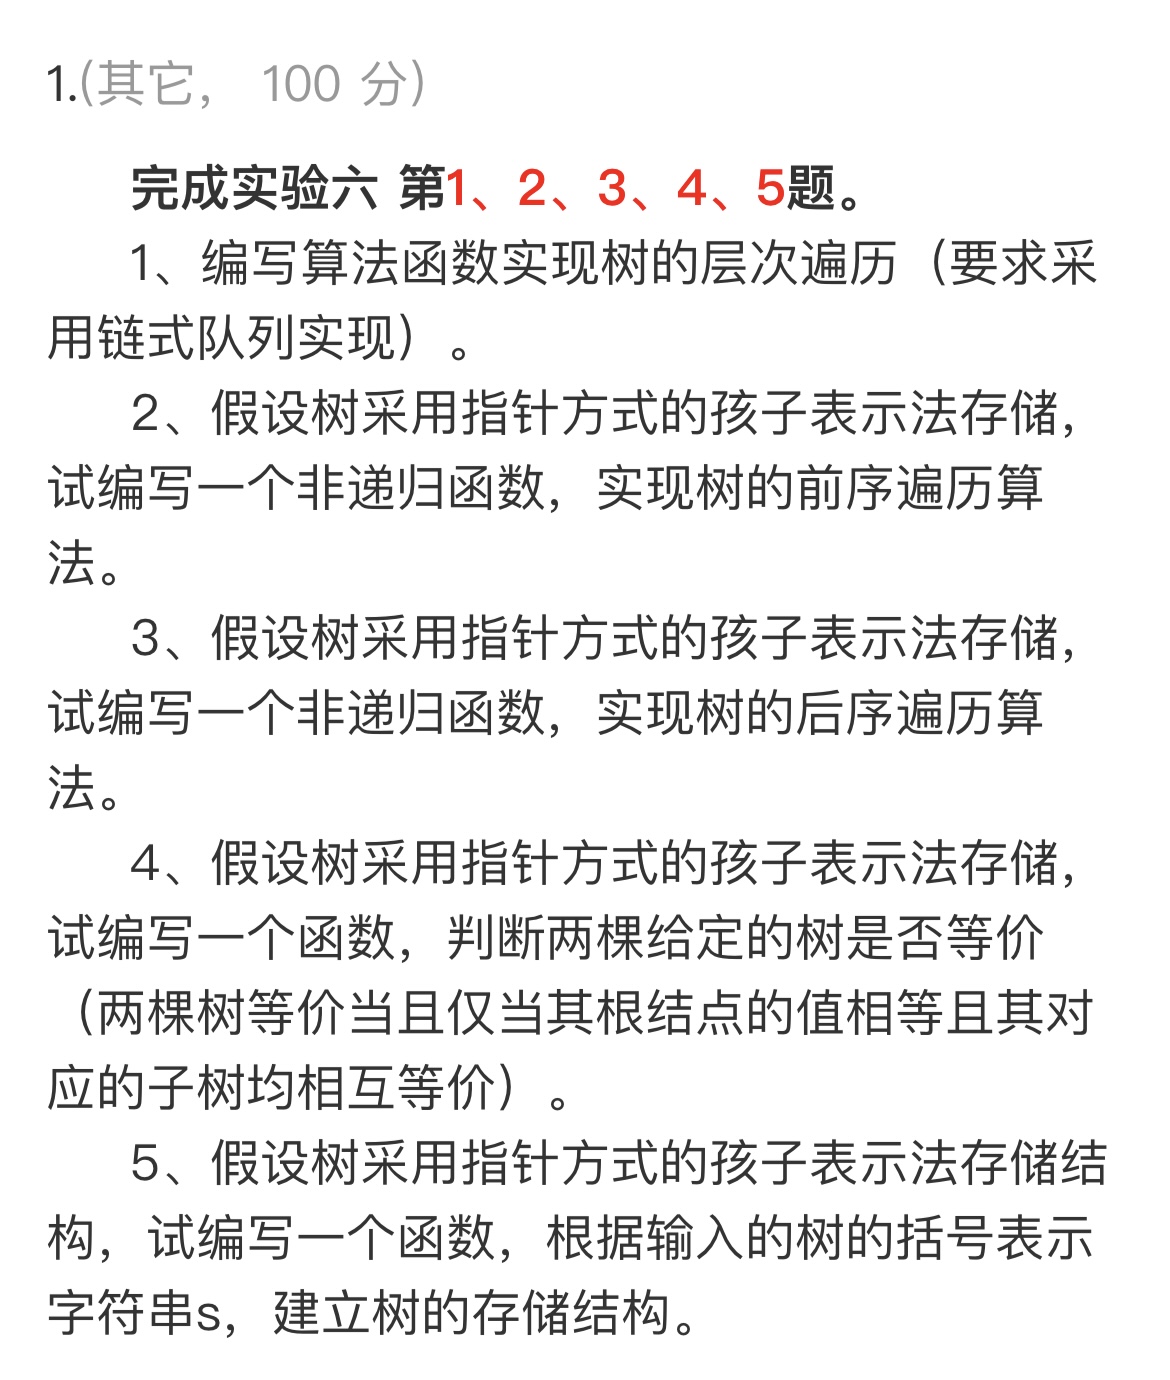 1.(其它， 100 分)
完成实验六 第1、2、3、4、5题。
1、编写算法函数实现树的层次遍历（要求采
用链式队列实现）。
2、假设树采用指针方式的孩子表示法存储，
试编写一个非递归函数，实现树的前序遍历算
法。
3、假设树采用指针方式的孩子表示法存储，
试编写一个非递归函数，实现树的后序遍历算
法。
4、假设树采用指针方式的孩子表示法存储，
试编写一个函数，判断两棵给定的树是否等价
（两棵树等价当且仅当其根结点的值相等且其对
应的子树均相互等价）。
5、假设树采用指针方式的孩子表示法存储结
构，试编写一个函数，根据输入的树的括号表示
字符串s，建立树的存储结构。